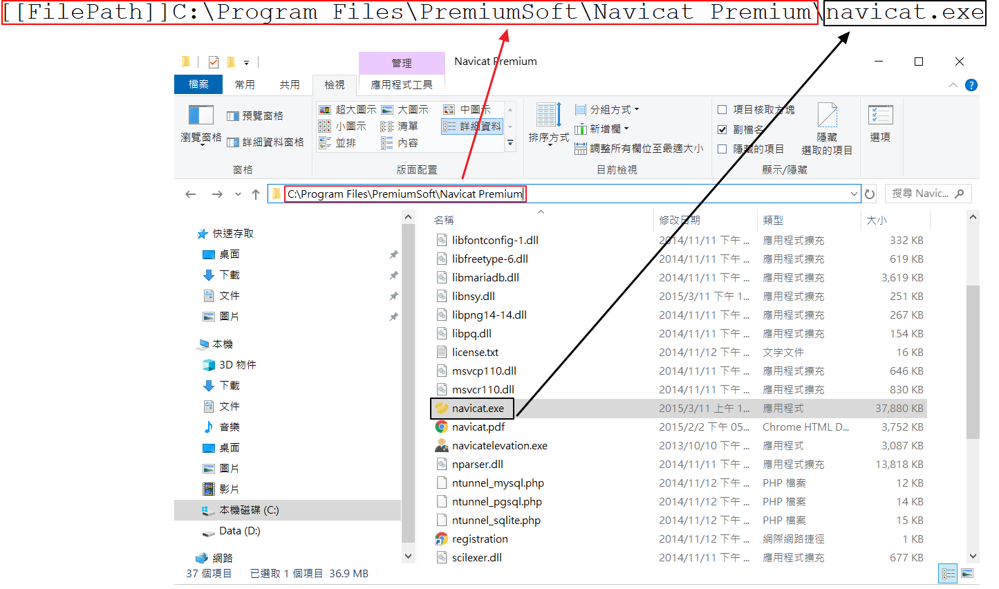 [[FilePath]]C:\Program Files\PremiumSoft\Navicat Premium\navicat.exe
管理
Navicat Premium
檔案 常用 共用 檢視 應用程式工具
瀏覽窗格
預覽窗格
詳細資料窗格
窗格
超大圖示 大圖示 中圖示
小圖示 清單 詳細資料
並排 內容
版面配置
排序方式
分組方式
新增欄
調整所有欄位至最適大小
目前檢視
項目核取方塊
副檔名
隱藏的項目
隱藏
選取的項目
顯示/隱藏
選項
C:\Program Files\PremiumSoft\Navicat Premium
搜尋 Navic...
快速存取
桌面
下載
文件
圖片
本機
3D 物件
下載
文件
音樂
桌面
圖片
影片
本機磁碟 (C:)
Data (D:)
網路
名稱 修改日期 類型 大小
libfontconfig-1.dll 2014/11/11 下午 ... 應用程式擴充 332 KB
libfreetype-6.dll 2014/11/11 下午 ... 應用程式擴充 619 KB
libmariadb.dll 2014/11/11 下午 ... 應用程式擴充 3,619 KB
libnsy.dll 2015/3/11 下午 1... 應用程式擴充 251 KB
libpng14-14.dll 2014/11/11 下午 ... 應用程式擴充 267 KB
libpq.dll 2014/11/11 下午 ... 應用程式擴充 154 KB
license.txt 2014/11/12 下午 ... 文字文件 16 KB
msvcp110.dll 2014/11/11 下午 ... 應用程式擴充 646 KB
msvcr110.dll 2014/11/11 下午 ... 應用程式擴充 830 KB
navicat.exe 2015/3/11 上午 1... 應用程式 37,880 KB
navicat.pdf 2015/2/2 下午 05... Chrome HTML D... 3,752 KB
navicatelevation.exe 2013/10/10 下午 ... 應用程式 3,087 KB
nparser.dll 2014/11/11 下午 ... 應用程式擴充 13,818 KB
ntunnel_mysql.php 2014/11/12 下午 ... PHP 檔案 12 KB
ntunnel_pgsql.php 2014/11/12 下午 ... PHP 檔案 14 KB
ntunnel_sqlite.php 2014/11/12 下午 ... PHP 檔案 15 KB
registration 2014/11/12 下午 ... 網際網路捷徑 1 KB
scilexer.dll 2014/11/11 下午 ... 應用程式擴充 677 KB
37 個項目 已選取 1 個項目 36.9 MB